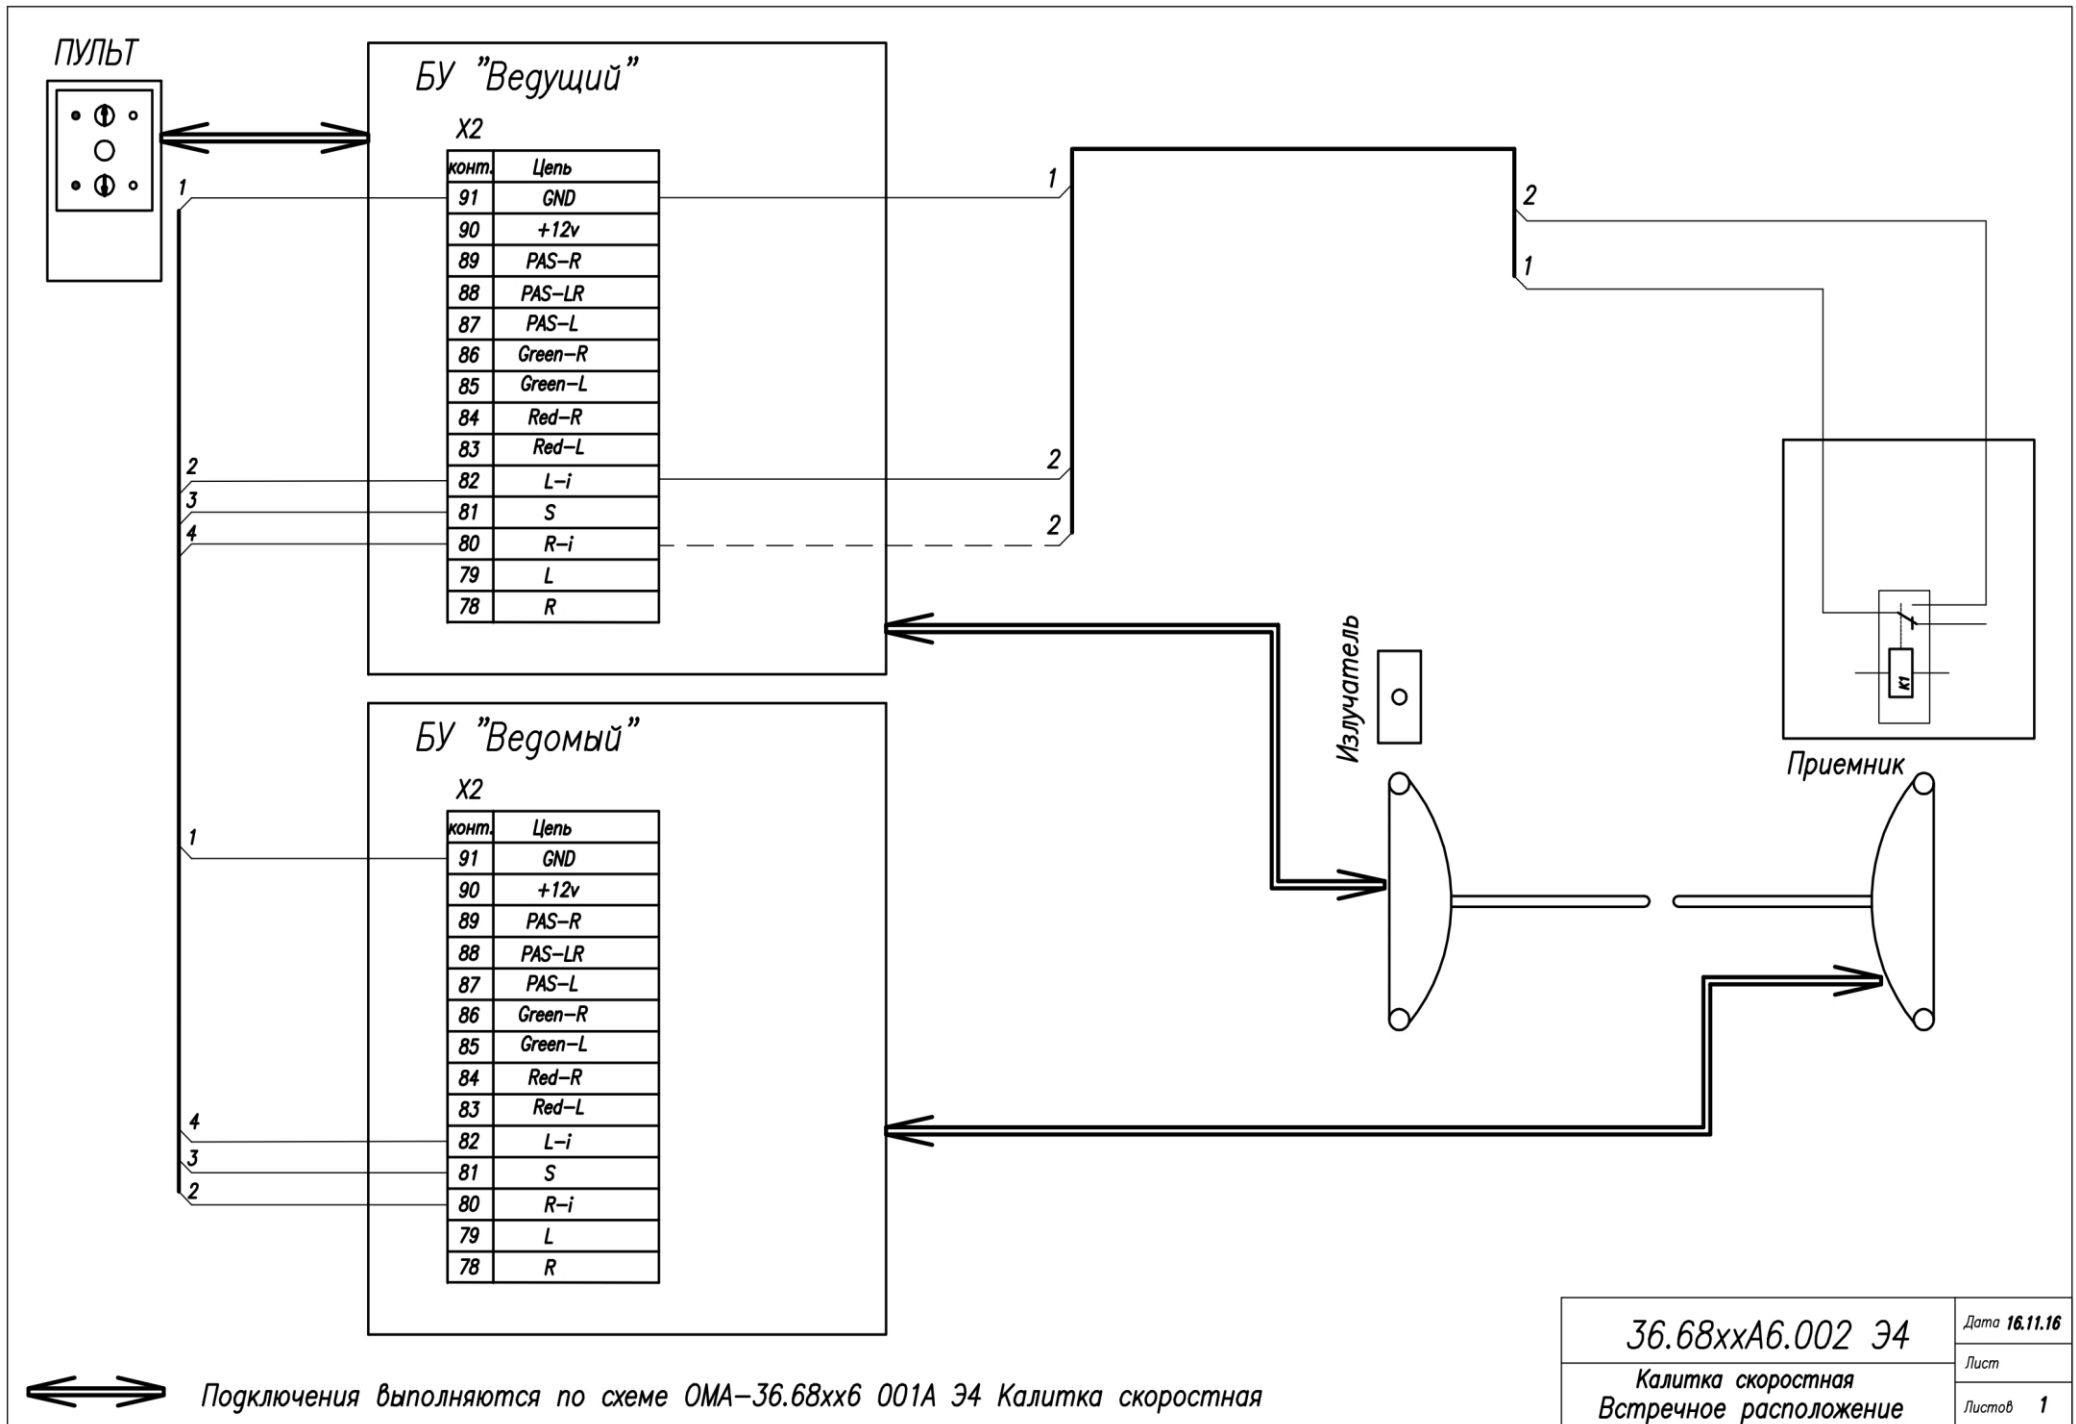 ПУЛЬТ
БУ "Ведущий"
X2
конт. Цепь
91 GND
90 +12v
89 PAS-R
88 PAS-LR
87 PAS-L
86 Green-R
85 Green-L
84 Red-R
83 Red-L
82 L-i
81 S
80 R-i
79 L
78 R
1
2
3
4
1
2
2
2
1
К1
Приемник
Излучатель
БУ "Ведомый"
X2
конт. Цепь
91 GND
90 +12v
89 PAS-R
88 PAS-LR
87 PAS-L
86 Green-R
85 Green-L
84 Red-R
83 Red-L
82 L-i
81 S
80 R-i
79 L
78 R
1
4
3
2
Подключения выполняются по схеме ОМА-36.68xx6 001А Э4 Калитка скоростная
36.68xxА6.002 Э4
Калитка скоростная
Встречное расположение
Дата 16.11.16
Лист
Листов 1